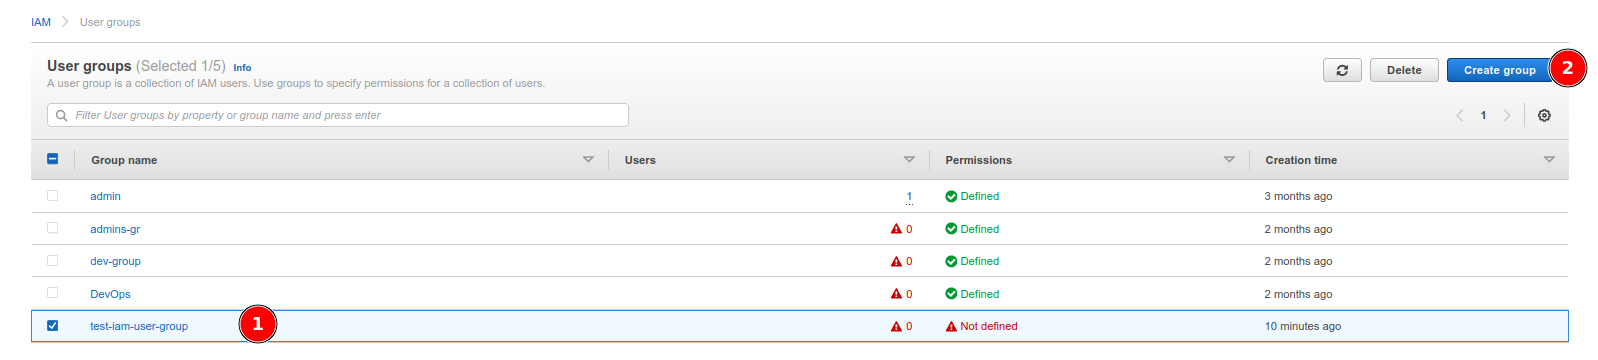 IAM > User groups
User groups (Selected 1/5) Info
A user group is a collection of IAM users. Use groups to specify permissions for a collection of users.
Delete Create group 2
Filter User groups by property or group name and press enter
1
Group name Users Permissions Creation time
admin 1 Defined 3 months ago
admins-gr 0 Defined 2 months ago
dev-group 0 Defined 2 months ago
DevOps 0 Defined 2 months ago
test-iam-user-group 1 0 Not defined 10 minutes ago